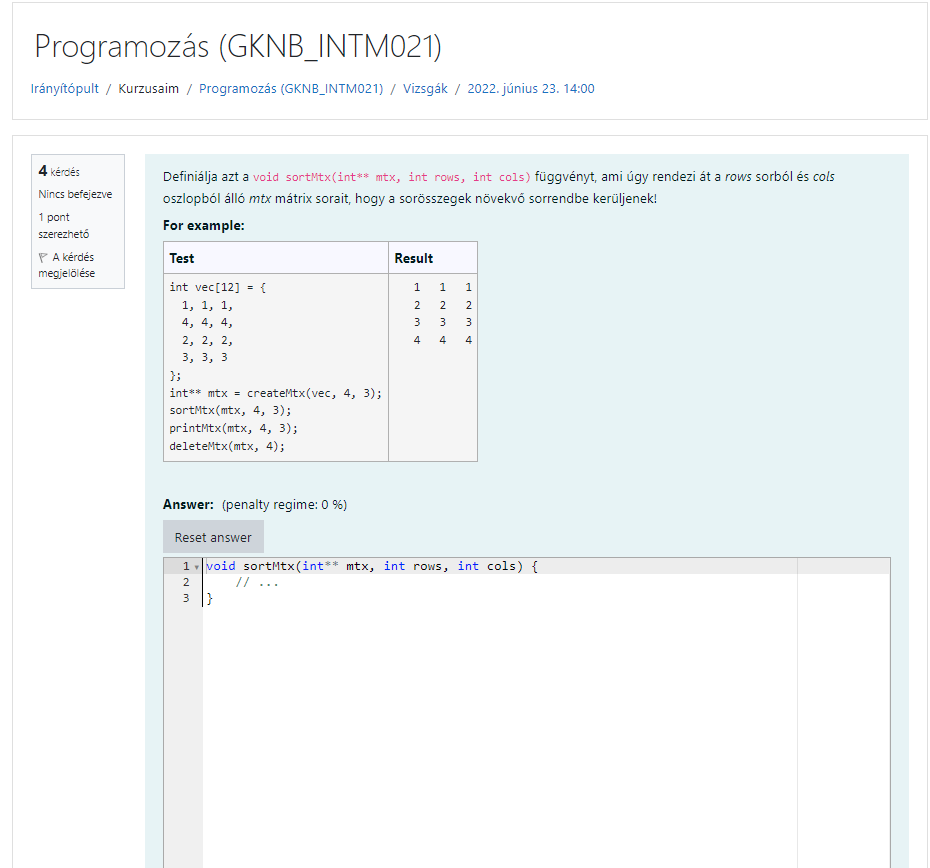 Programozás (GKNB_INTM021)
Irányítópult / Kurzusaim / Programozás (GKNB_INTM021) / Vizsgák / 2022. június 23. 14:00
4 kérdés
Nincs befejezve
1 pont
szerezhető
A kérdés
megjelölése
Definiálja azt a void sortMtx(int** mtx, int rows, int cols) függvényt, ami úgy rendezi át a rows sorból és cols
oszlopból álló mtx mátrix sorait, hogy a sorösszegek növekvő sorrendbe kerüljenek!
For example:
Test Result
int vec[12] = { 1 1 1
1, 1, 1, 2 2 2
4, 4, 4, 3 3 3
2, 2, 2, 4 4 4
3, 3, 3
};
int** mtx = createMtx(vec, 4, 3);
sortMtx(mtx, 4, 3);
printMtx(mtx, 4, 3);
deleteMtx(mtx, 4);
Answer: (penalty regime: 0 %)
Reset answer
1 void sortMtx(int** mtx, int rows, int cols) {
2 // ...
3 }